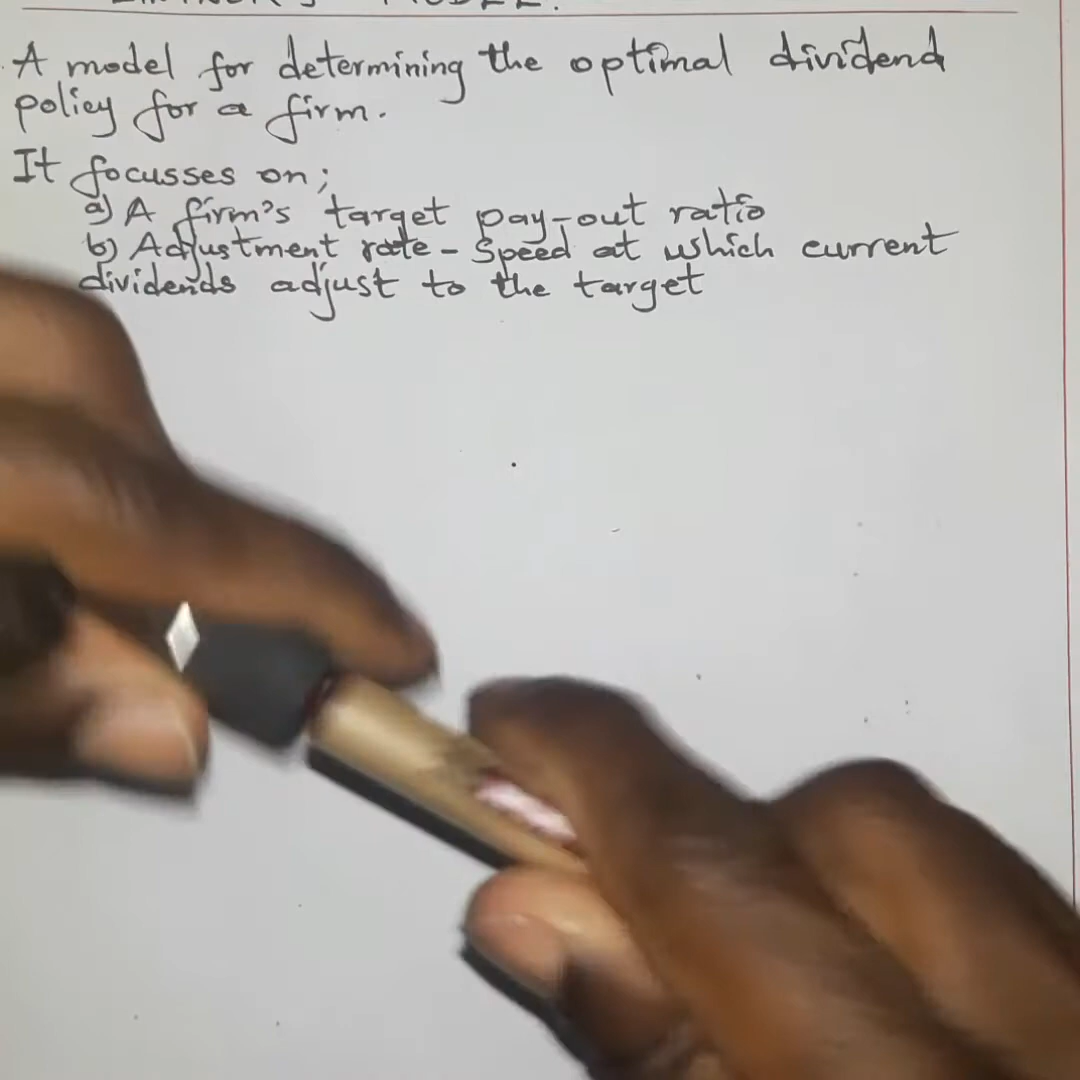 MODEL.
A model for determining the optimal dividend
policy for a firm.
It focusses on;
a) A firm's target pay-out ratio
b) Adjustment rate - Speed at which current
dividends adjust to the target